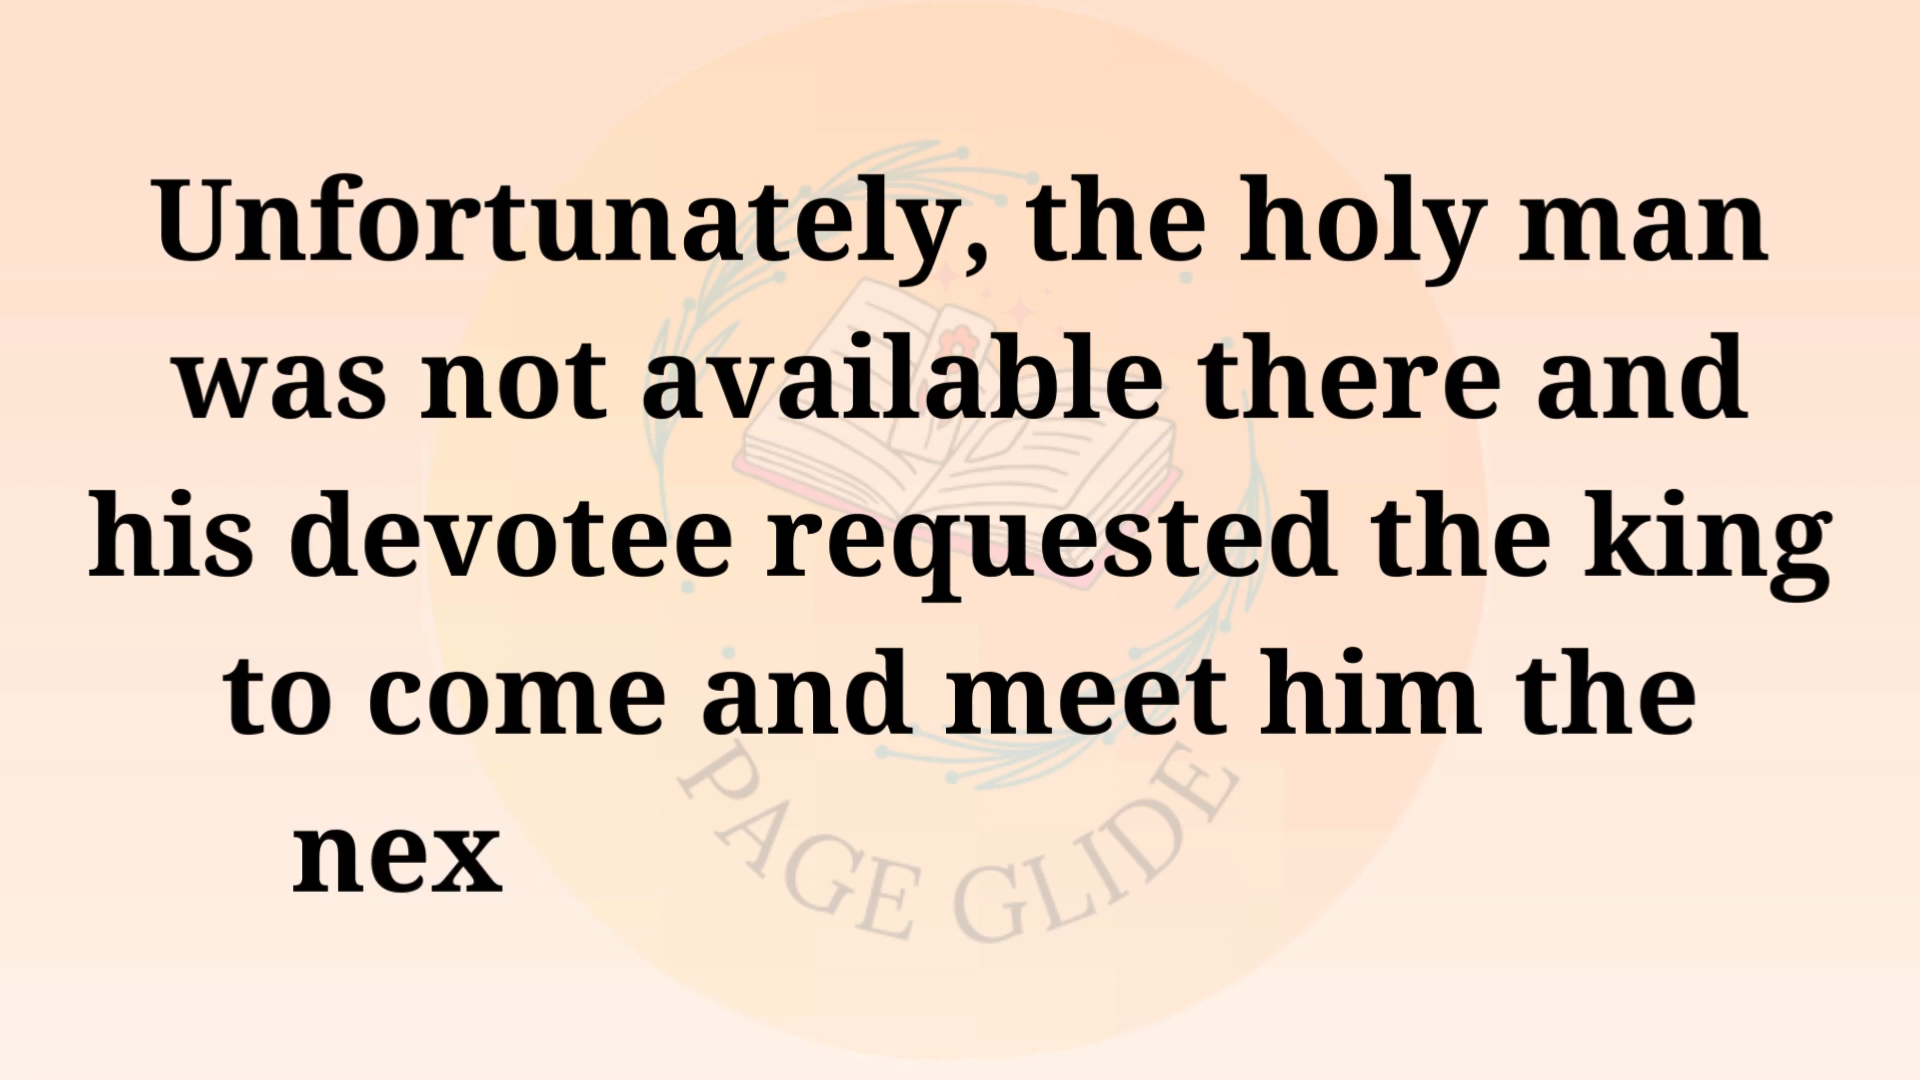 Unfortunately, the holy man
was not available there and
his devotee requested the king
to come and meet him the
nex
PAGE GLIDE